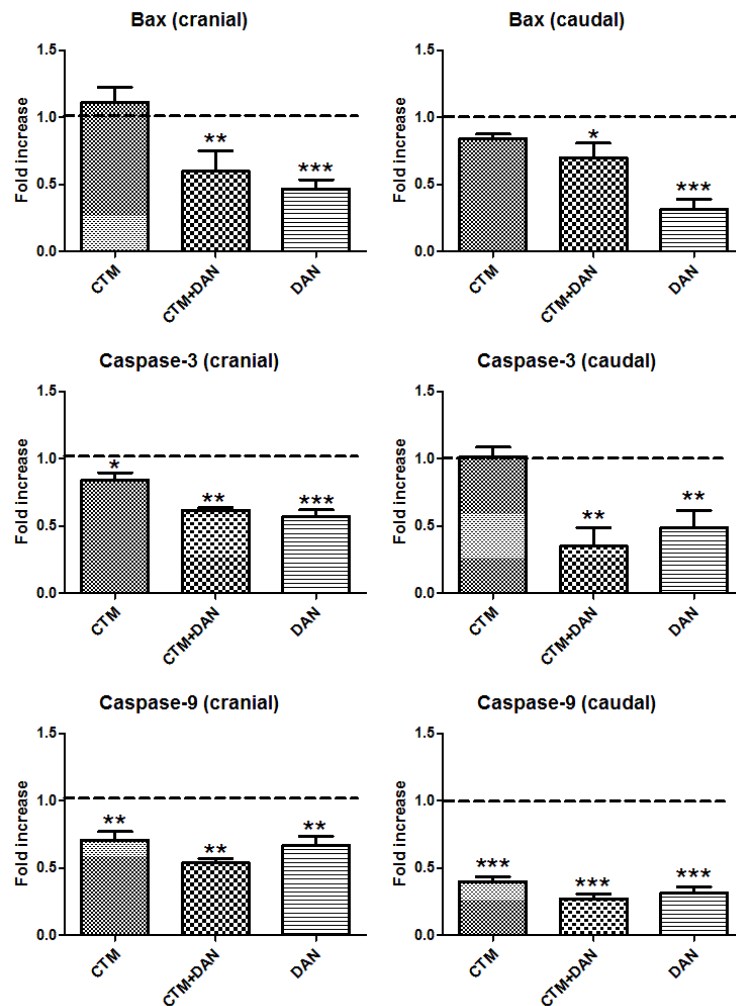 Bax (cranial)
Fold increase
1.5
1.0
0.5
0.0
**
***
CTM
CTM+DAN
DAN
Bax (caudal)
Fold increase
1.5
1.0
0.5
0.0
*
***
CTM
CTM+DAN
DAN
Caspase-3 (cranial)
Fold increase
1.5
1.0
0.5
0.0
*
**
***
CTM
CTM+DAN
DAN
Caspase-3 (caudal)
Fold increase
1.5
1.0
0.5
0.0
**
**
CTM
CTM+DAN
DAN
Caspase-9 (cranial)
Fold increase
1.5
1.0
0.5
0.0
**
**
**
CTM
CTM+DAN
DAN
Caspase-9 (caudal)
Fold increase
1.5
1.0
0.5
0.0
***
***
***
CTM
CTM+DAN
DAN